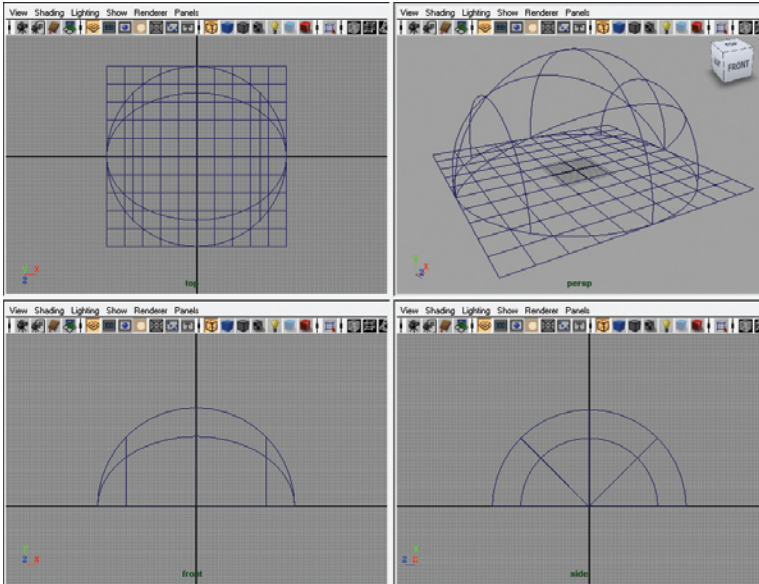 View Shading Lighting Show Renderer Panels
View Shading Lighting Show Renderer Panels
TOP
FRONT
Y
X
Z
top
Y
X
Z
persp
View Shading Lighting Show Renderer Panels
View Shading Lighting Show Renderer Panels
Y
Z X
front
Y
Z
side